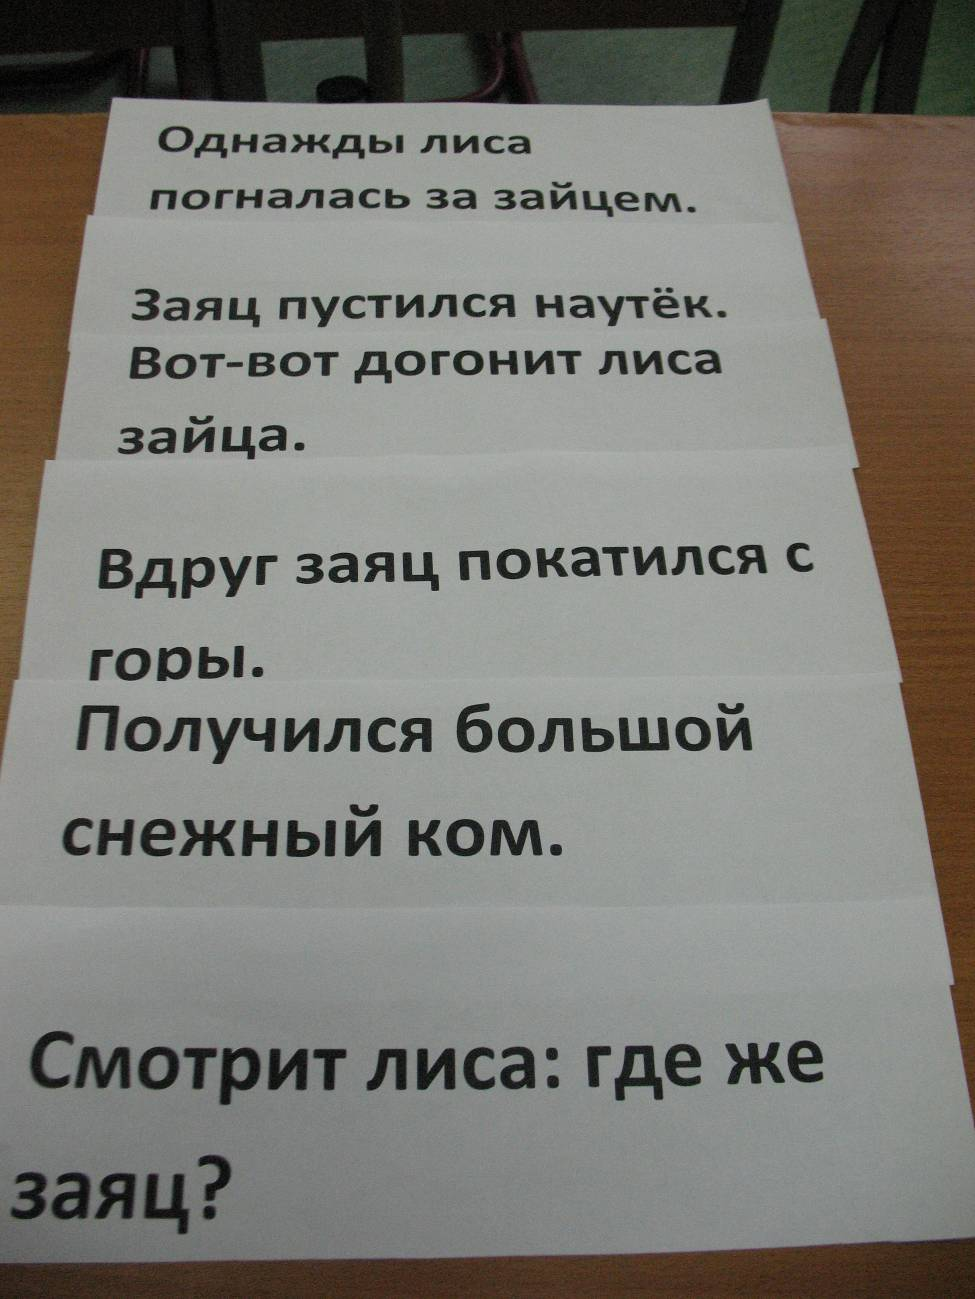 Однажды лиса
погналась за зайцем.
Заяц пустился наутёк.
Вот-вот догонит лиса
зайца.
Вдруг заяц покатился с
горы.
Получился большой
снежный ком.
Смотрит лиса: где же
заяц?